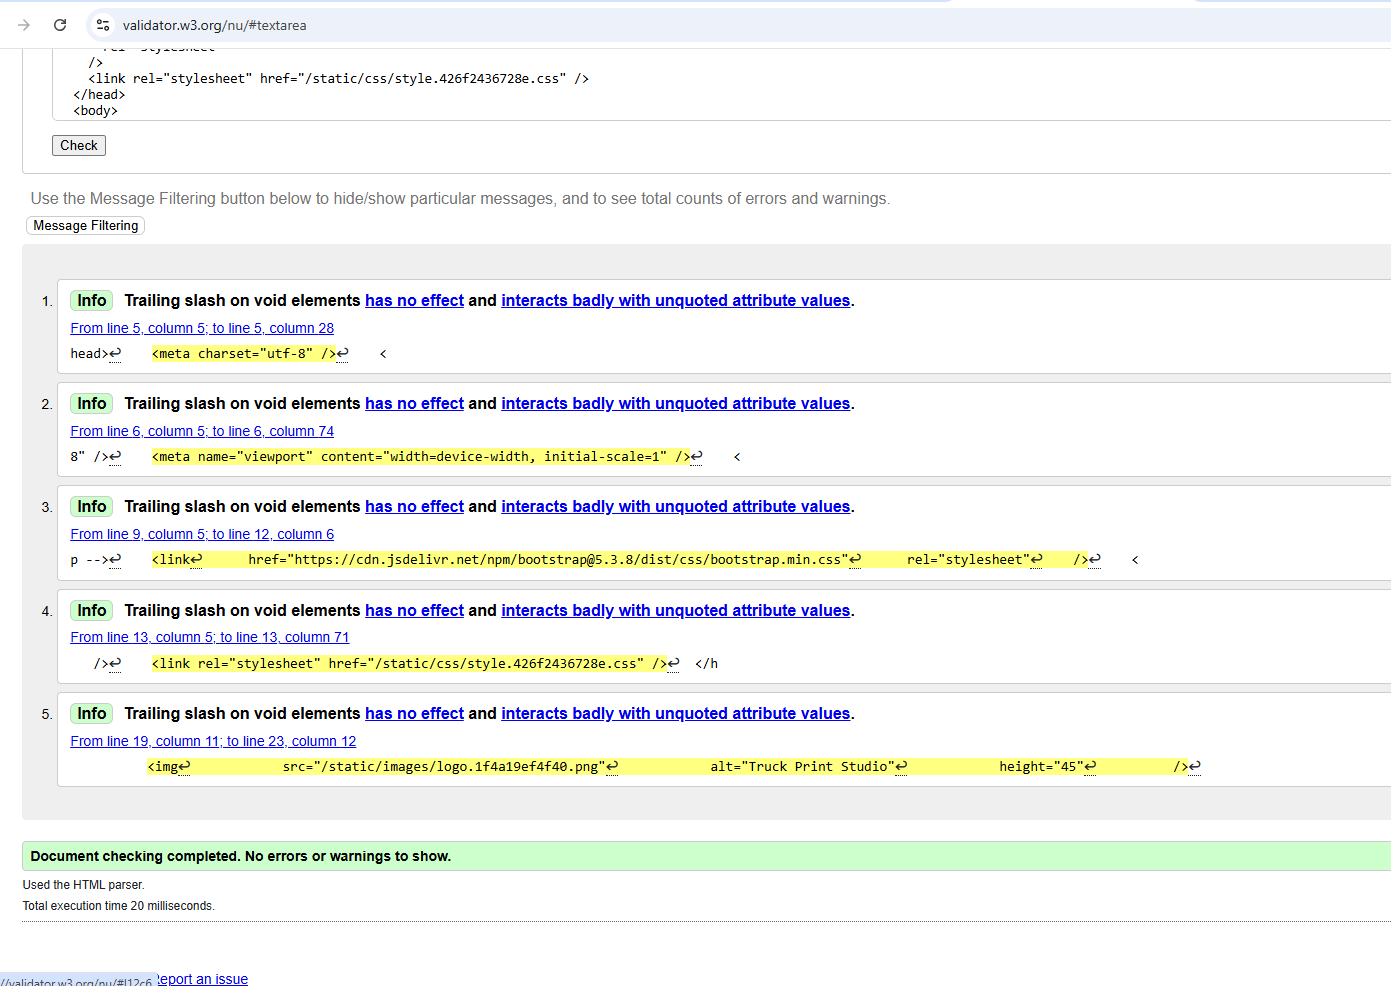 validator.w3.org/nu/#textarea
rel="stylesheet"
/>
<link rel="stylesheet" href="/static/css/style.426f2436728e.css" />
</head>
<body>
Check
Use the Message Filtering button below to hide/show particular messages, and to see total counts of errors and warnings.
Message Filtering
1. Info Trailing slash on void elements has no effect and interacts badly with unquoted attribute values.
From line 5, column 5; to line 5, column 28
head>↩ <meta charset="utf-8" />↩ <
2. Info Trailing slash on void elements has no effect and interacts badly with unquoted attribute values.
From line 6, column 5; to line 6, column 74
8" />↩ <meta name="viewport" content="width=device-width, initial-scale=1" />↩ <
3. Info Trailing slash on void elements has no effect and interacts badly with unquoted attribute values.
From line 9, column 5; to line 12, column 6
p -->↩ <link↩ href="https://cdn.jsdelivr.net/npm/bootstrap@5.3.8/dist/css/bootstrap.min.css"↩ rel="stylesheet"↩ />↩ <
4. Info Trailing slash on void elements has no effect and interacts badly with unquoted attribute values.
From line 13, column 5; to line 13, column 71
/>↩ <link rel="stylesheet" href="/static/css/style.426f2436728e.css" />↩ </h
5. Info Trailing slash on void elements has no effect and interacts badly with unquoted attribute values.
From line 19, column 11; to line 23, column 12
<img↩ src="/static/images/logo.1f4a19ef4f40.png"↩ alt="Truck Print Studio"↩ height="45"↩ />↩
Document checking completed. No errors or warnings to show.
Used the HTML parser.
Total execution time 20 milliseconds.
//validator.w3.org/nu/#l12c6 eport an issue